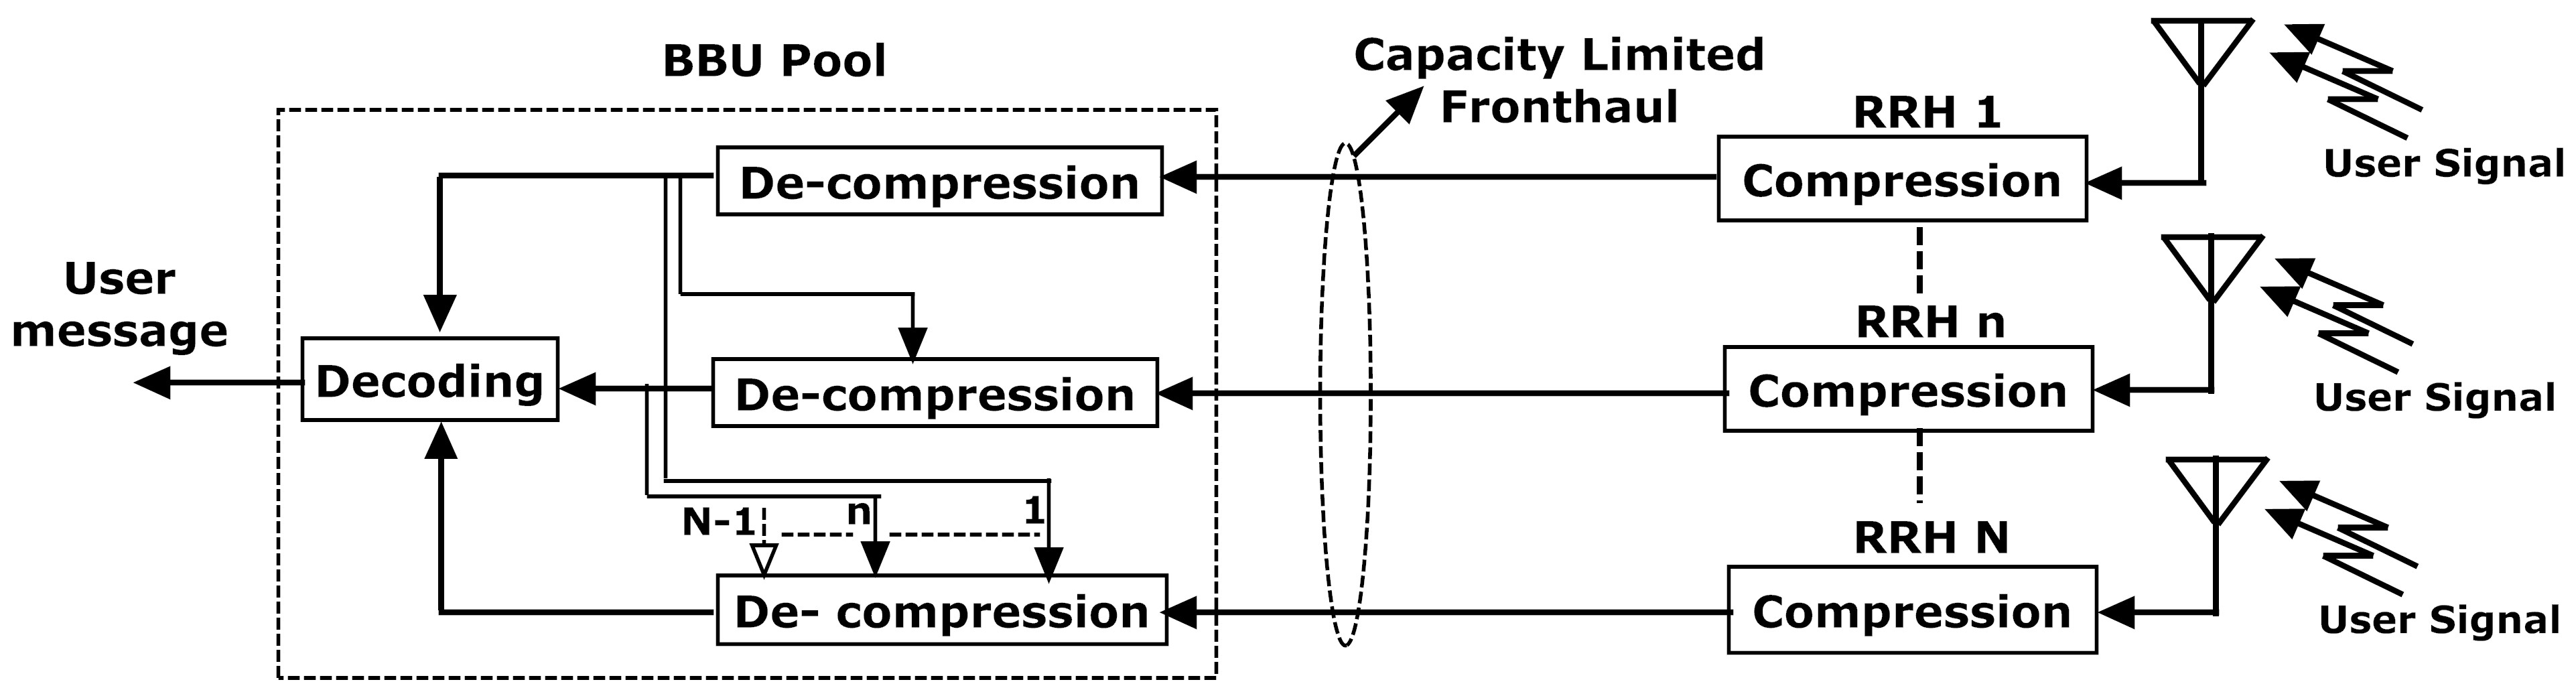 BBU Pool
Capacity Limited
Fronthaul
RRH 1
De-compression
Compression
User Signal
User
message
RRH n
Decoding
De-compression
Compression
User Signal
N-1
n
1
RRH N
De- compression
Compression
User Signal